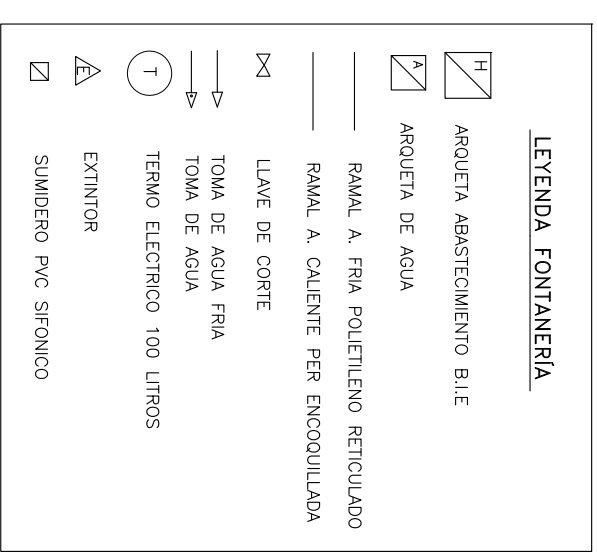 LEYENDA FONTANERÍA
H ARQUETA ABASTECIMIENTO B.I.E
A ARQUETA DE AGUA
RAMAL A. FRIA POLIETILENO RETICULADO
RAMAL A. CALIENTE PER ENCOQUILLADA
LLAVE DE CORTE
TOMA DE AGUA FRIA
TOMA DE AGUA
T TERMO ELECTRICO 100 LITROS
E EXTINTOR
SUMIDERO PVC SIFONICO